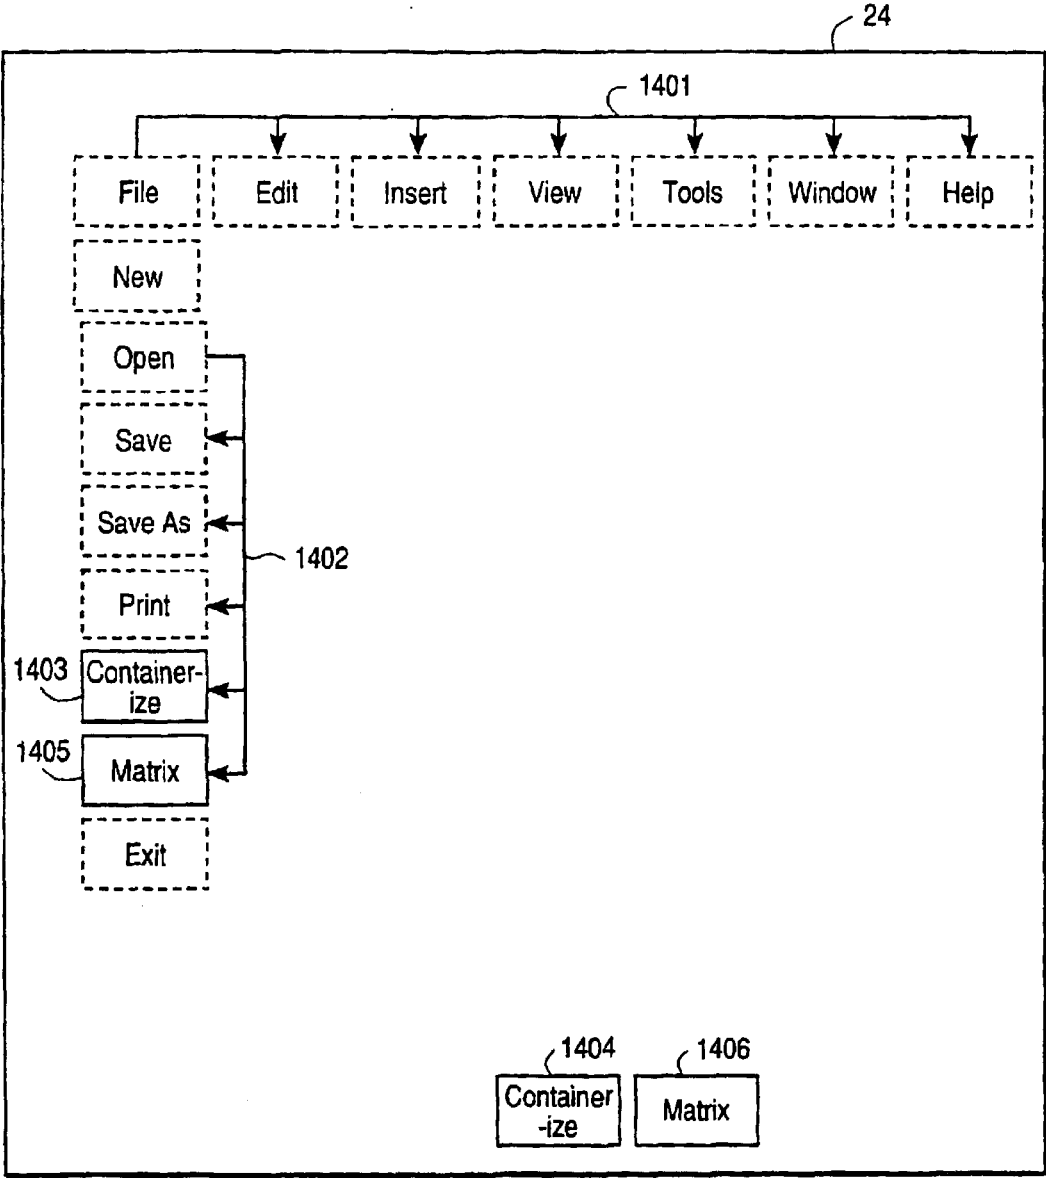 24
1401
File Edit Insert View Tools Window Help
New
Open
Save
Save As
1402
Print
1403
Container-
ize
1405
Matrix
Exit
1404
1406
Container
-ize
Matrix